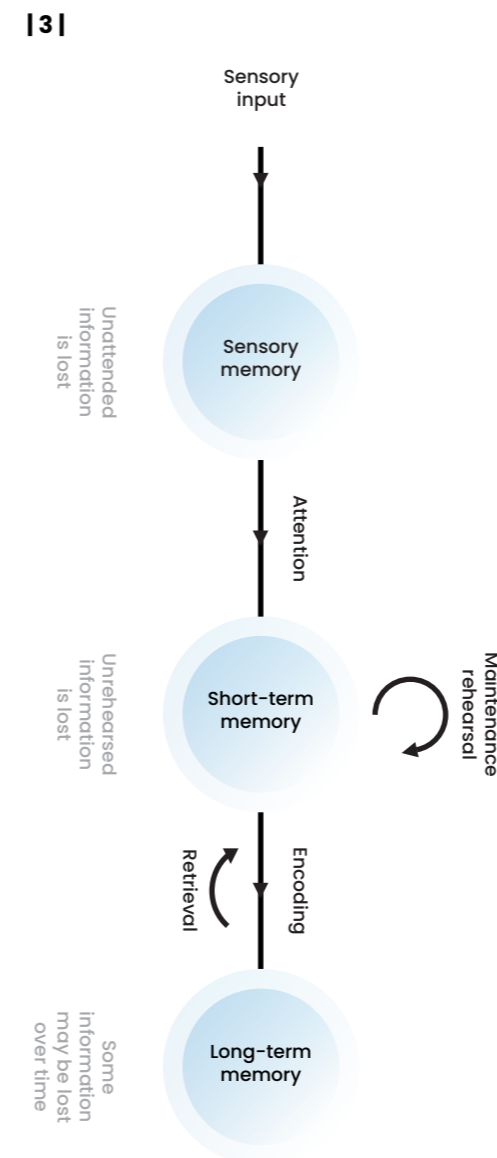 |3|
Sensory
input
Unattended
information
is lost
Sensory
memory
Attention
Unrehearsed
information
is lost
Short-term
memory
Maintenance
rehearsal
Retrieval
Encoding
Some
information
may be lost
over time
Long-term
memory